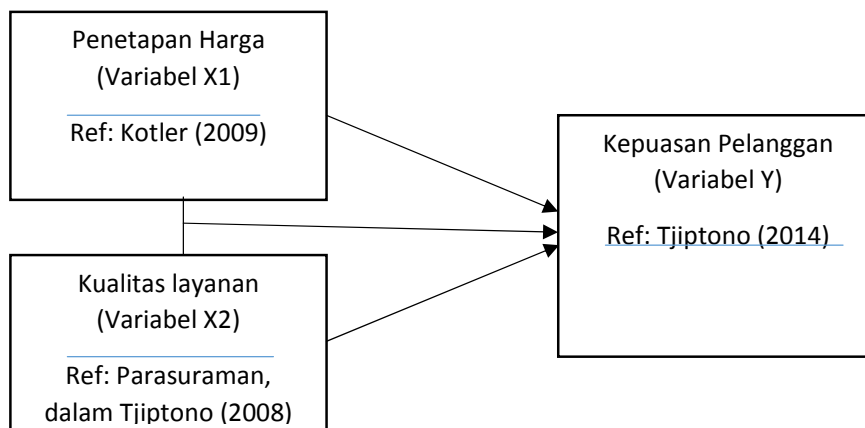 Penetapan Harga
(Variabel X1)
Ref: Kotler (2009)
Kepuasan Pelanggan
(Variabel Y)
Ref: Tjiptono (2014)
Kualitas layanan
(Variabel X2)
Ref: Parasuraman,
dalam Tjiptono (2008)